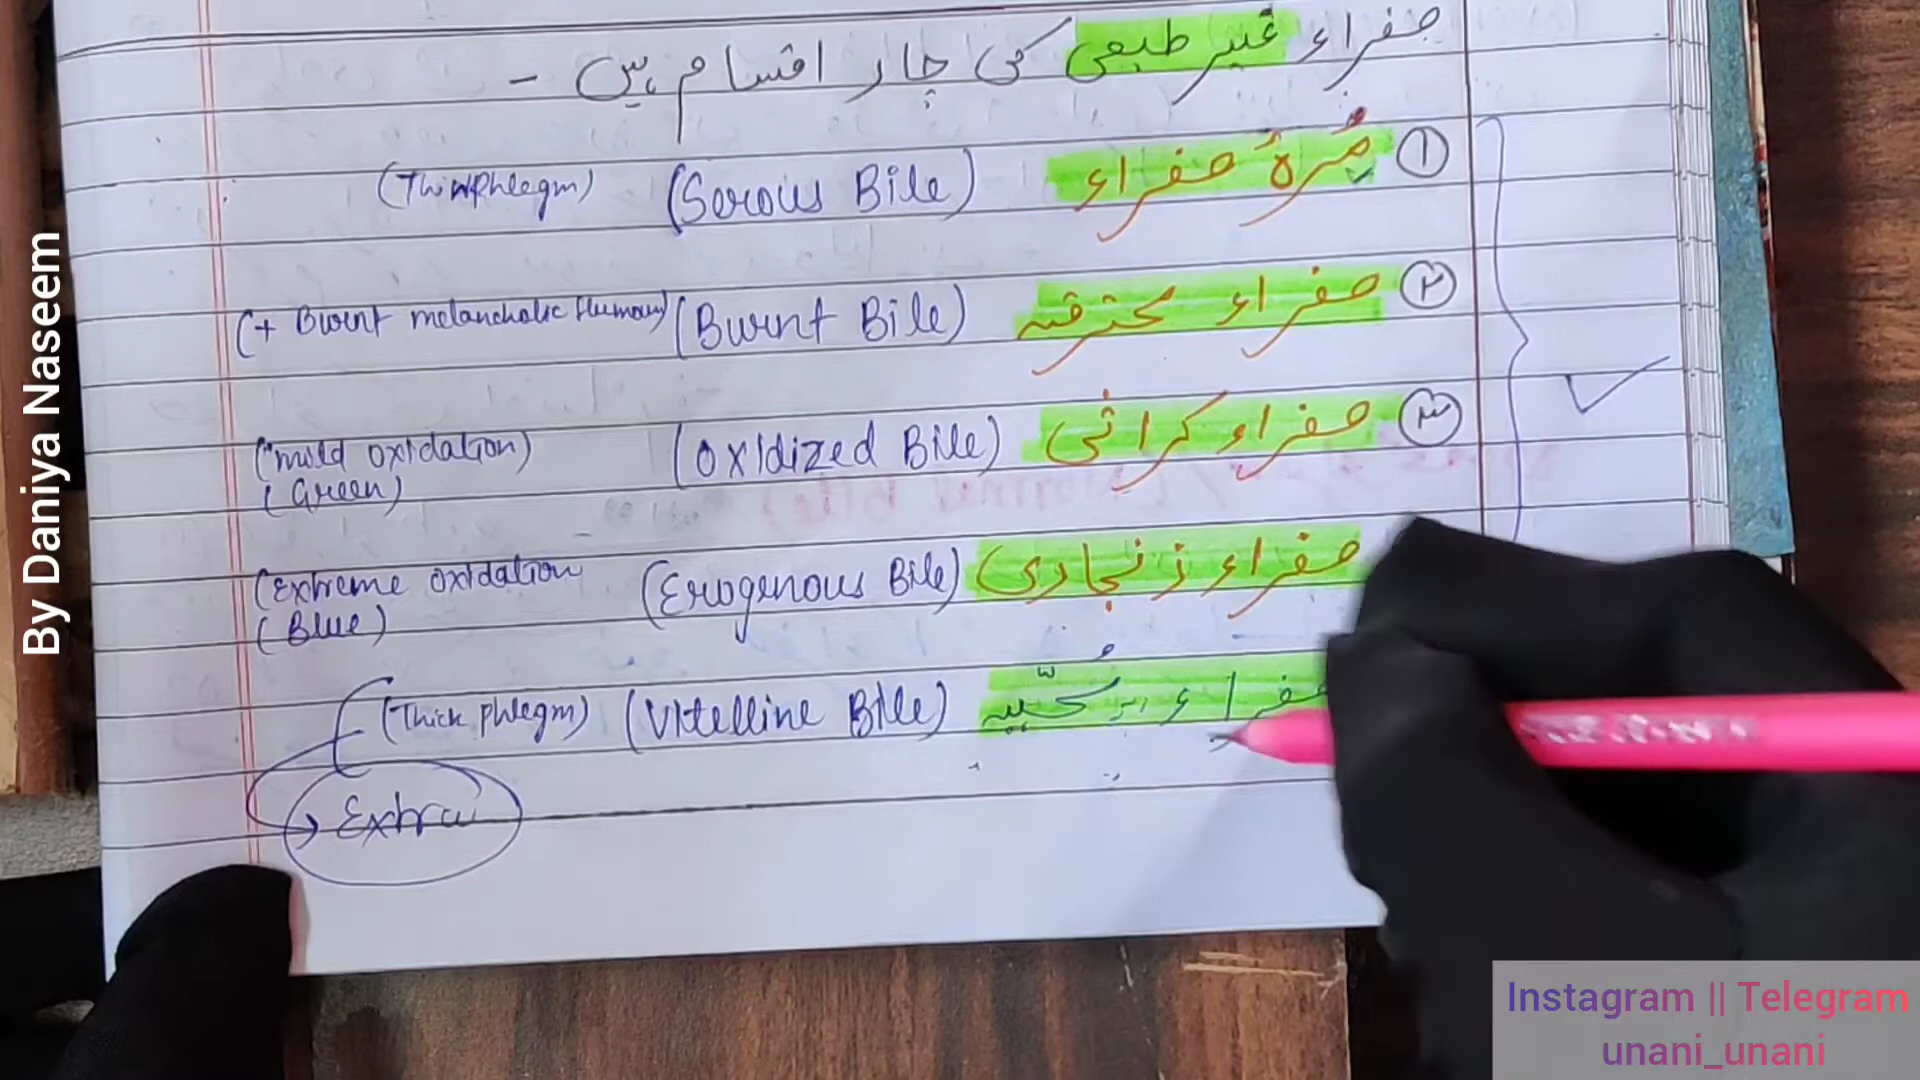 صفراء غیر طبعی کی چار اقسام ہیں -
① مُرۂ صفراء (Serous Bile) (Thin Phlegm)
② صفراء محترقہ (Burnt Bile) (+ Burnt melancholic Humour)
③ صفراء کراثی (Oxidized Bile) (mild oxidation)
(Green)
صفراء زنجاری (Erogenous Bile) (Extreme oxidation
(Blue)
صفراء (Vitelline Bile) (Thick phlegm)
Extra
By Daniya Naseem
Instagram || Telegram
unani_unani